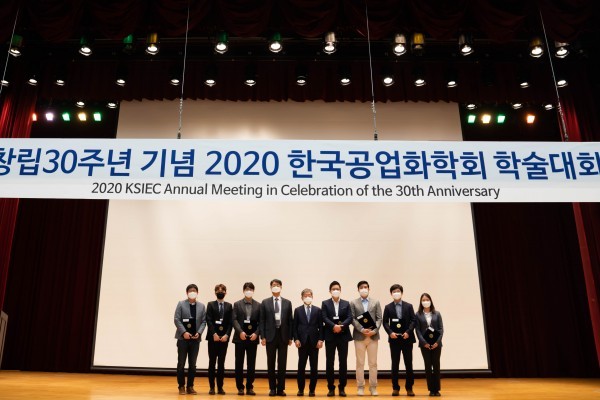 창립30주년 기념 2020 한국공업화학회 학술대회
2020 KSIEC Annual Meeting in Celebration of the 30th Anniversary